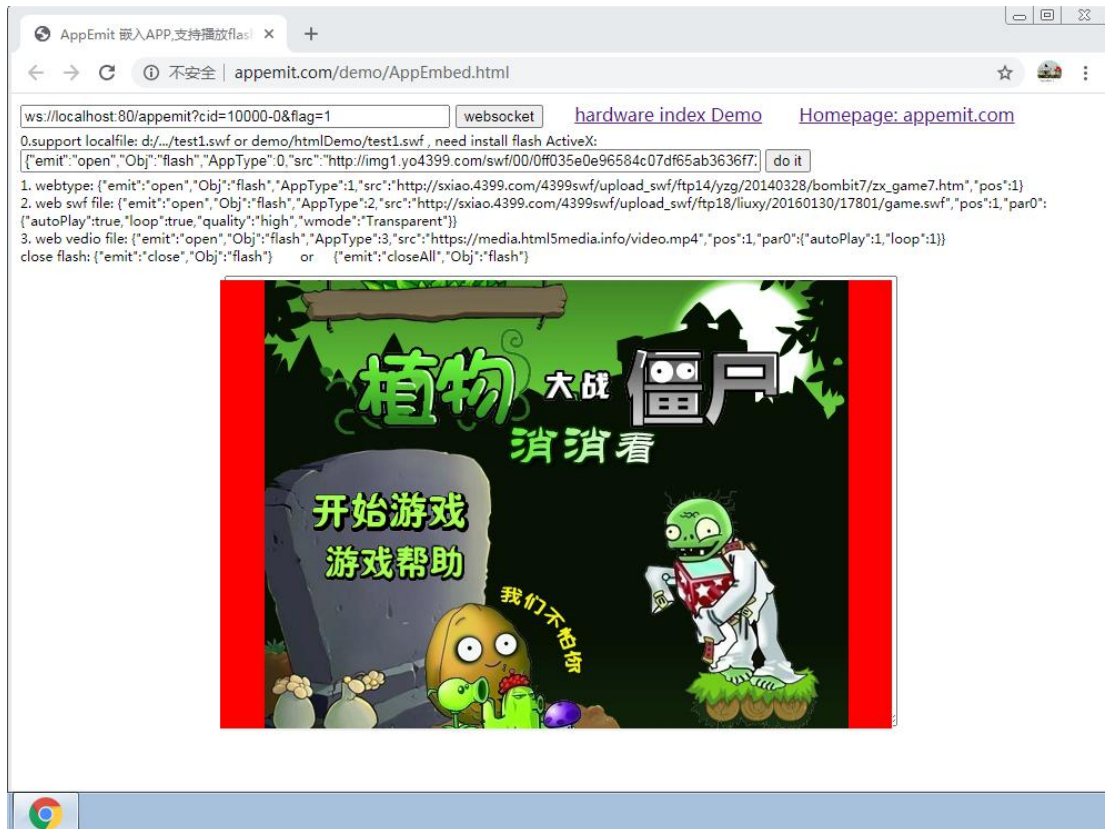 AppEmit 嵌入APP,支持播放flas
不安全 | appemit.com/demo/AppEmbed.html
ws://localhost:80/appemit?cid=10000-0&flag=1 websocket hardware index Demo Homepage: appemit.com
0.support localfile: d:/.../test1.swf or demo/htmlDemo/test1.swf , need install flash ActiveX:
{"emit":"open","Obj":"flash","AppType":0,"src":"http://img1.yo4399.com/swf/00/0ff035e0e96584c07df65ab3636f7: do it
1. webtype: {"emit":"open","Obj":"flash","AppType":1,"src":"http://sxiao.4399.com/4399swf/upload_swf/ftp14/yzg/20140328/bombit7/zx_game7.htm","pos":1}
2. web swf file: {"emit":"open","Obj":"flash","AppType":2,"src":"http://sxiao.4399.com/4399swf/upload_swf/ftp18/liuxy/20160130/17801/game.swf","pos":1,"par0":
{"autoPlay":true,"loop":true,"quality":"high","wmode":"Transparent"}}
3. web vedio file: {"emit":"open","Obj":"flash","AppType":3,"src":"https://media.html5media.info/video.mp4","pos":1,"par0":{"autoPlay":1,"loop":1}}
close flash: {"emit":"close","Obj":"flash"} or {"emit":"closeAll","Obj":"flash"}
植物大战僵尸
消消看
开始游戏
游戏帮助
我们不怕你